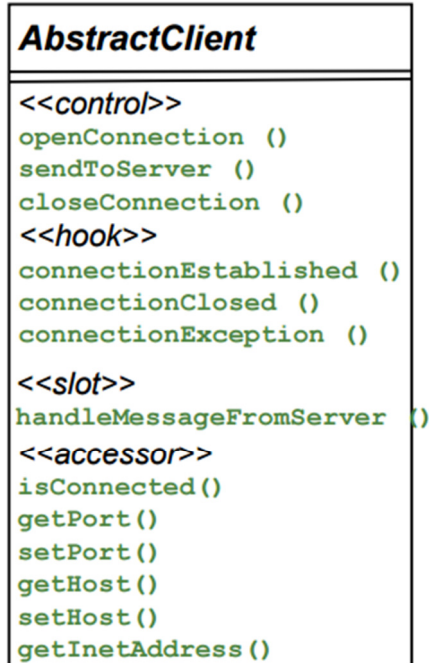 AbstractClient
<<control>>
openConnection ()
sendToServer ()
closeConnection ()
<<hook>>
connectionEstablished ()
connectionClosed ()
connectionException ()
<<slot>>
handleMessageFromServer ()
<<accessor>>
isConnected()
getPort()
setPort()
getHost()
setHost()
getInetAddress()